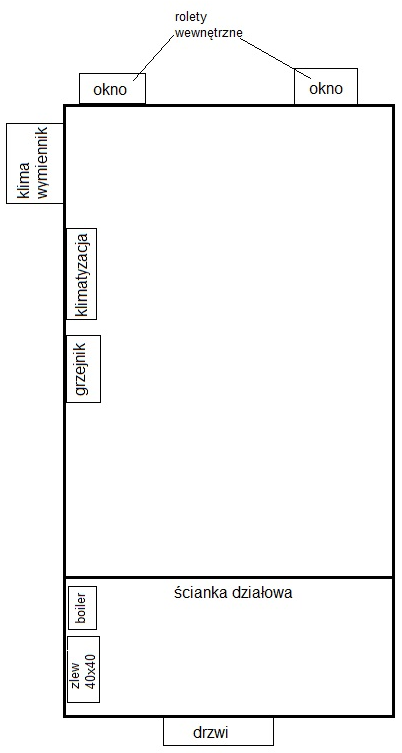 rolety
wewnętrzne
okno
okno
klima
wymiennik
klimatyzacja
grzejnik
ścianka działowa
boiler
zlew
40x40
drzwi